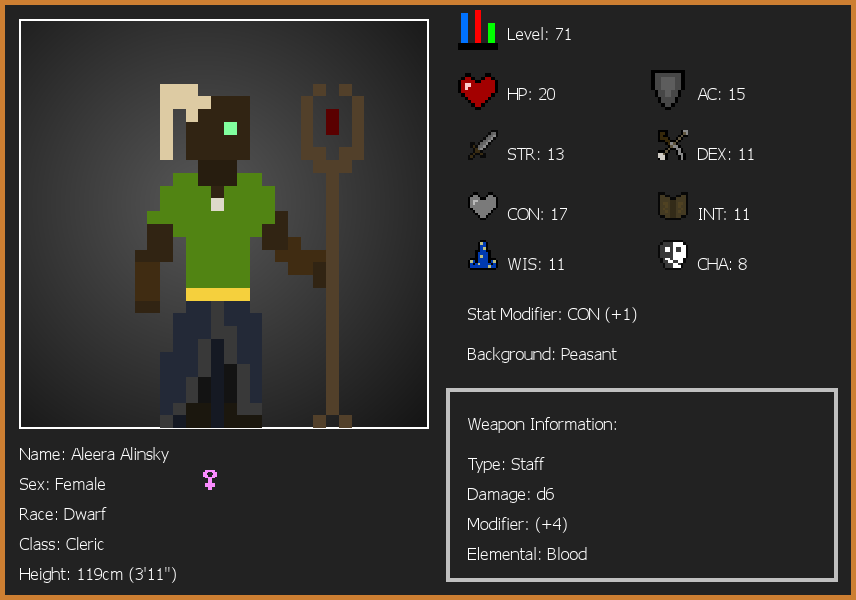 Level: 71
HP: 20
AC: 15
STR: 13
DEX: 11
CON: 17
INT: 11
WIS: 11
CHA: 8
Stat Modifier: CON (+1)
Background: Peasant
Weapon Information:
Type: Staff
Damage: d6
Modifier: (+4)
Elemental: Blood
Name: Aleera Alinsky
Sex: Female
Race: Dwarf
Class: Cleric
Height: 119cm (3'11")